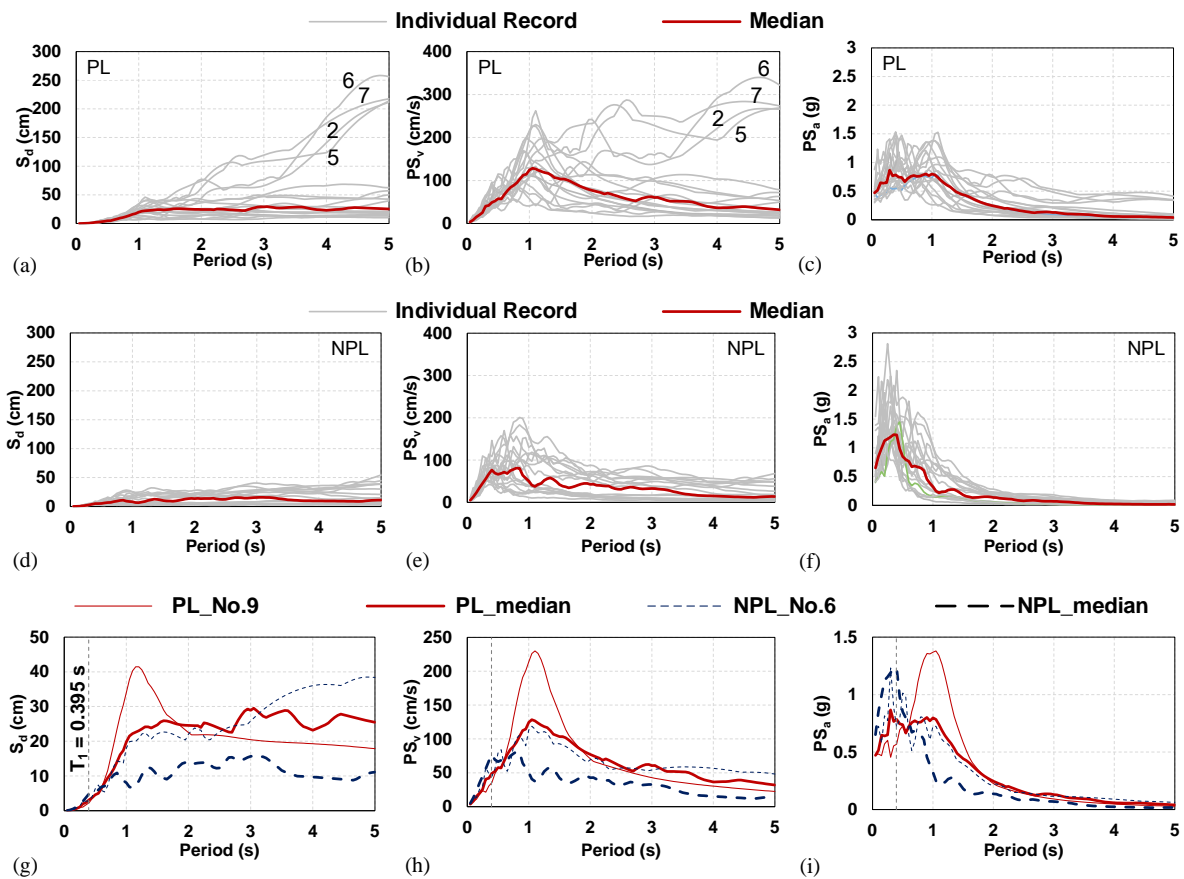 Individual Record Median
300
250
200
150
100
50
0
S_d (cm)
PL
6
7
2
5
0 1 2 3 4 5
Period (s)
(a)
400
300
200
100
0
PS_v (cm/s)
PL
6
7
2
5
0 1 2 3 4 5
Period (s)
(b)
3
2.5
2
1.5
1
0.5
0
PS_a (g)
PL
0 1 2 3 4 5
Period (s)
(c)
Individual Record Median
300
250
200
150
100
50
0
S_d (cm)
NPL
0 1 2 3 4 5
Period (s)
(d)
400
300
200
100
0
PS_v (cm/s)
NPL
0 1 2 3 4 5
Period (s)
(e)
3
2.5
2
1.5
1
0.5
0
PS_a (g)
NPL
0 1 2 3 4 5
Period (s)
(f)
PL_No.9 PL_median NPL_No.6 NPL_median
50
40
30
20
10
0
S_d (cm)
T_1 = 0.395 s
0 1 2 3 4 5
Period (s)
(g)
250
200
150
100
50
0
PS_v (cm/s)
0 1 2 3 4 5
Period (s)
(h)
1.5
1
0.5
0
PS_a (g)
0 1 2 3 4 5
Period (s)
(i)